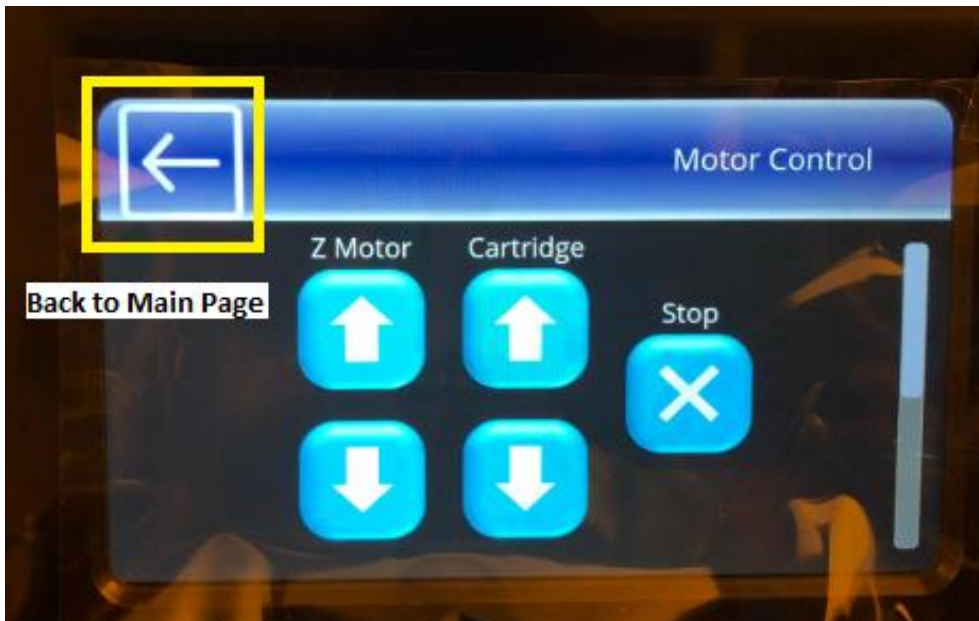 Motor Control
Z Motor Cartridge
Back to Main Page
Stop